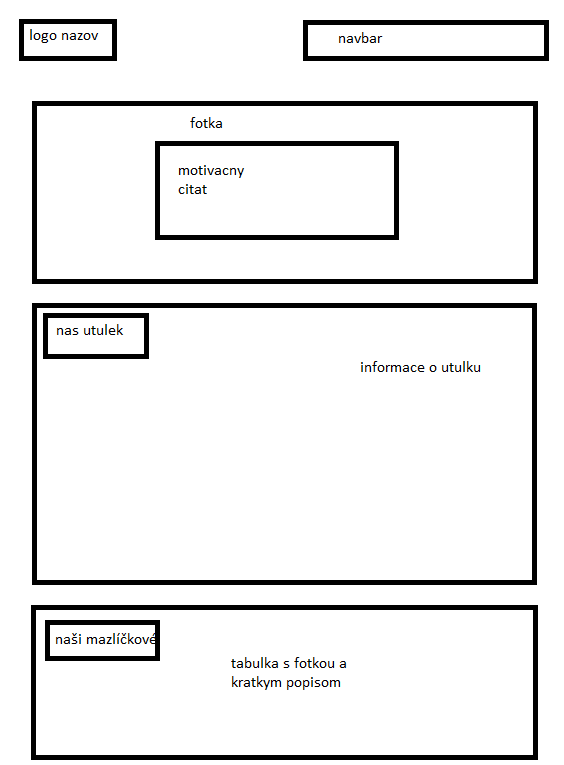 logo nazov
navbar
fotka
motivacny
citat
nas utulek
informace o utulku
naši mazlíčkové
tabulka s fotkou a
kratkym popisom